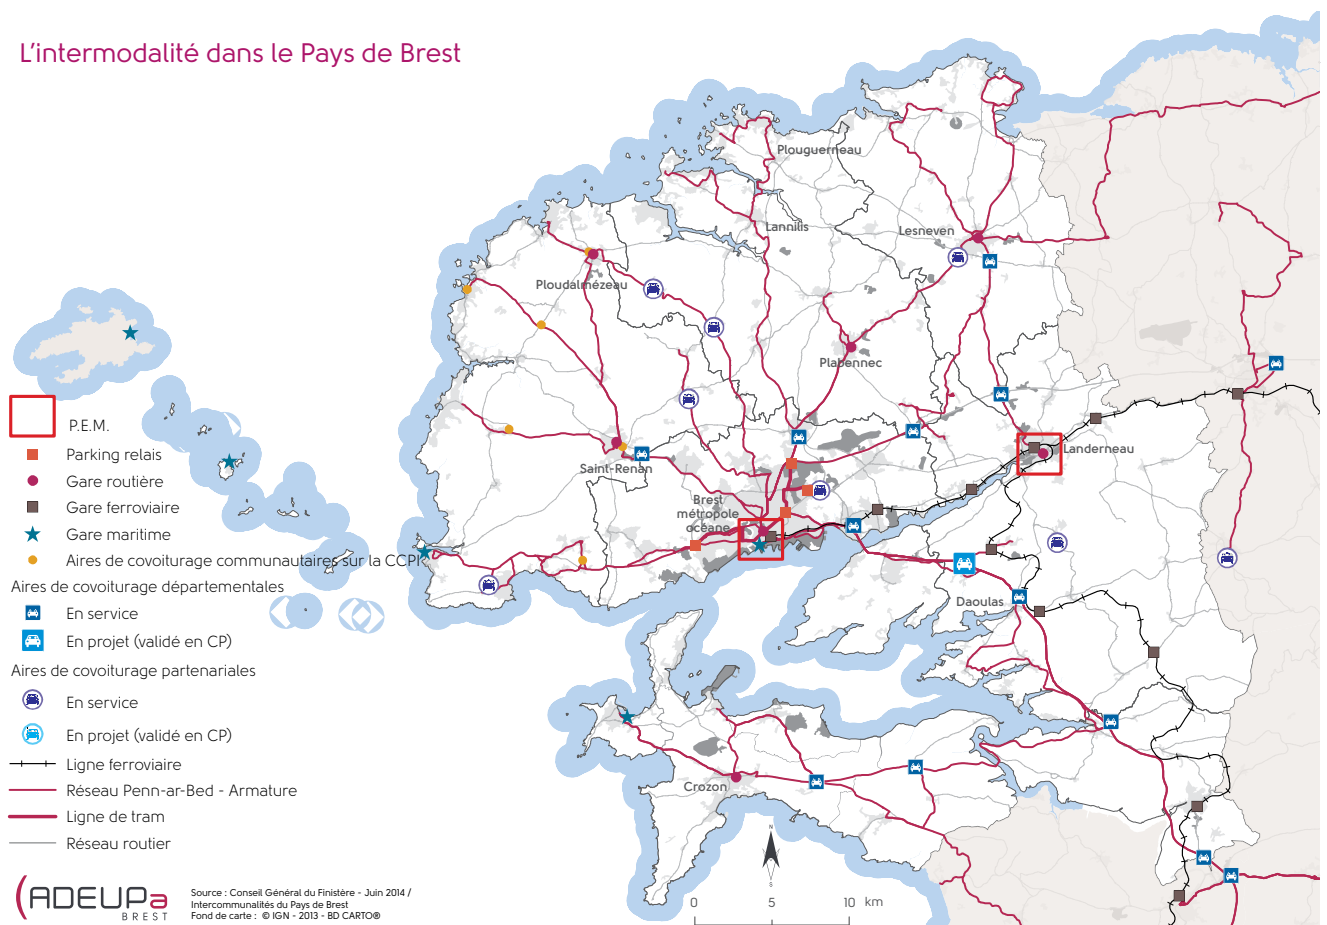 L'intermodalité dans le Pays de Brest
Plouguerneau
Lannilis
Lesneven
Ploudalmézeau
Plabennec
Saint-Renan
Landerneau
Brest
métropole
océane
Daoulas
Crozon
P.E.M.
Parking relais
Gare routière
Gare ferroviaire
Gare maritime
Aires de covoiturage communautaires sur la CCPI
Aires de covoiturage départementales
En service
En projet (validé en CP)
Aires de covoiturage partenariales
En service
En projet (validé en CP)
Ligne ferroviaire
Réseau Penn-ar-Bed - Armature
Ligne de tram
Réseau routier
ADEUPa
BREST
Source : Conseil Général du Finistère - Juin 2014 /
Intercommunalités du Pays de Brest
Fond de carte : © IGN - 2013 - BD CARTO®
N
S
0 5 10 km